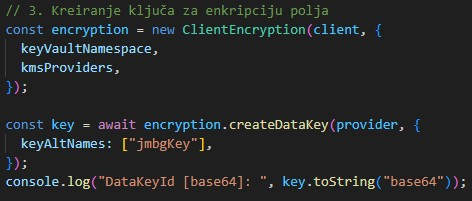 // 3. Kreiranje ključa za enkripciju polja
const encryption = new ClientEncryption(client, {
  keyVaultNamespace,
  kmsProviders,
});

const key = await encryption.createDataKey(provider, {
  keyAltNames: ["jmbgKey"],
});
console.log("DataKeyId [base64]: ", key.toString("base64"));